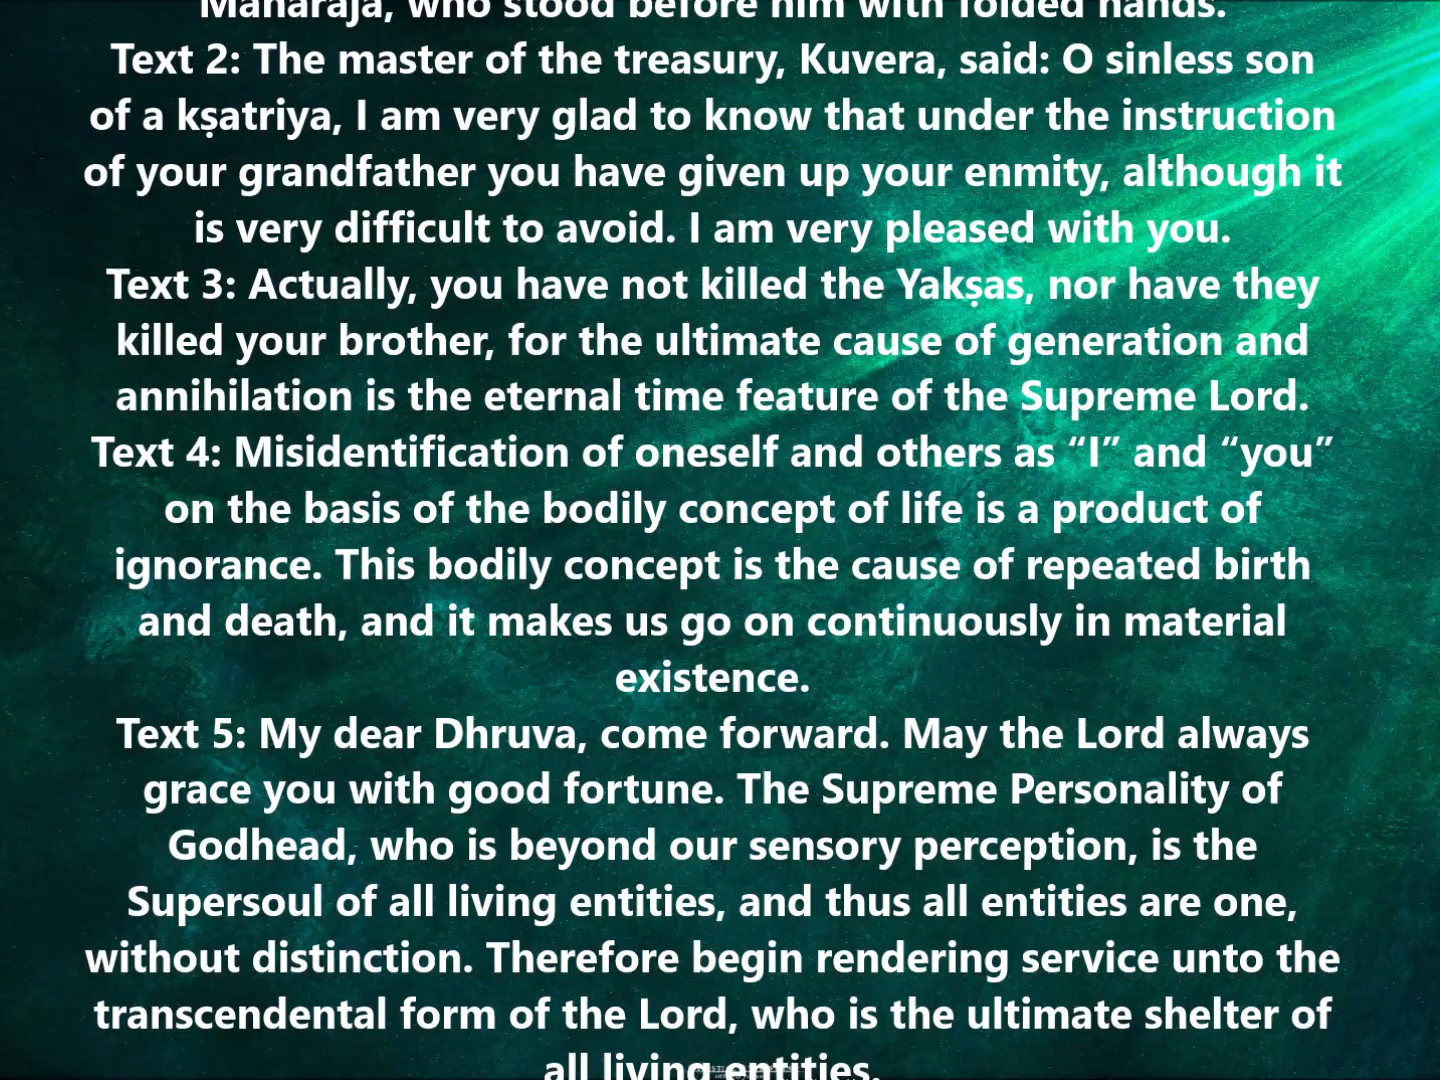 Maharaja, who stood before him with folded hands.
Text 2: The master of the treasury, Kuvera, said: O sinless son
of a kṣatriya, I am very glad to know that under the instruction
of your grandfather you have given up your enmity, although it
is very difficult to avoid. I am very pleased with you.
Text 3: Actually, you have not killed the Yakṣas, nor have they
killed your brother, for the ultimate cause of generation and
annihilation is the eternal time feature of the Supreme Lord.
Text 4: Misidentification of oneself and others as “I” and “you”
on the basis of the bodily concept of life is a product of
ignorance. This bodily concept is the cause of repeated birth
and death, and it makes us go on continuously in material
existence.
Text 5: My dear Dhruva, come forward. May the Lord always
grace you with good fortune. The Supreme Personality of
Godhead, who is beyond our sensory perception, is the
Supersoul of all living entities, and thus all entities are one,
without distinction. Therefore begin rendering service unto the
transcendental form of the Lord, who is the ultimate shelter of
all living entities.